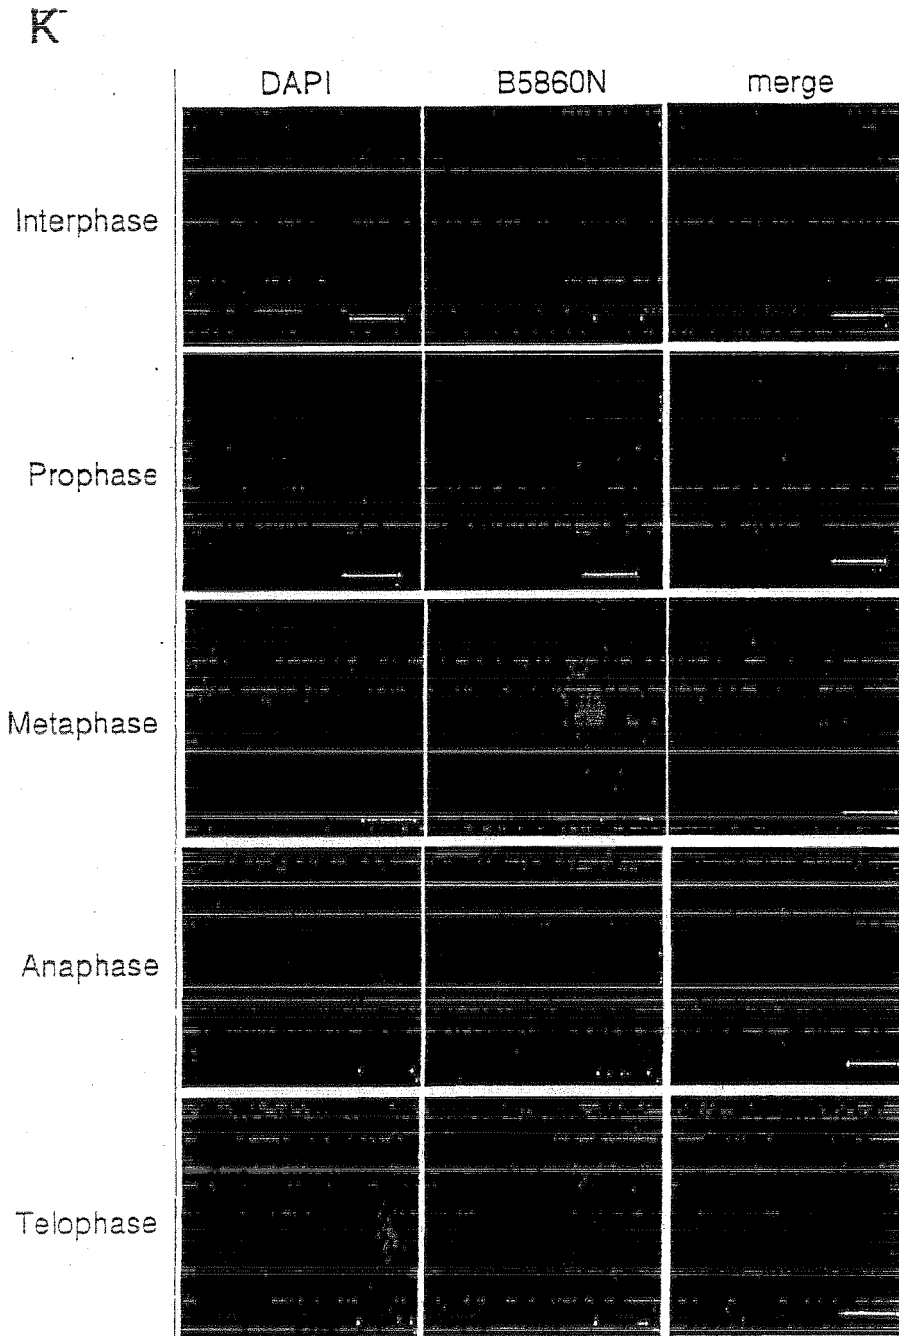 K
DAPI B5860N merge
Interphase
Prophase
Metaphase
Anaphase
Telophase